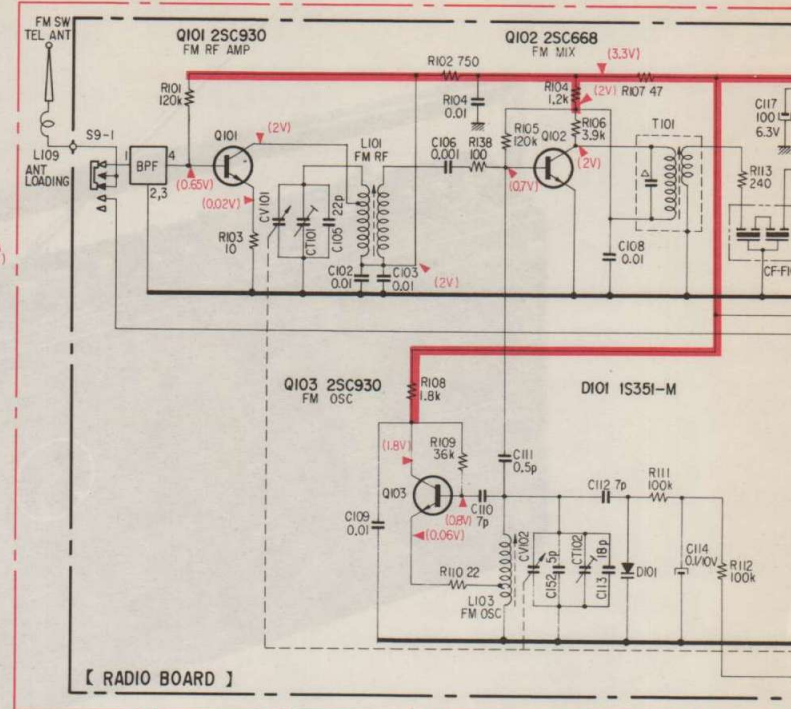 FM SW
TEL ANT
Q101 2SC930
FM RF AMP
Q102 2SC668
FM MIX
R102 750
(3.3V)
R101
120k
R104
0.01
R104
1.2k
(2V)
R107 47
C117
100
6.3V
S9-1
Q101
(2V)
L101
FM RF
C106
0.001
R138
100
R105
120k
Q102
R106
3.9k
(2V)
T101
L109
ANT
LOADING
1
BPF
4
2,3
(0.65V)
(0.02V)
(0.7V)
R113
240
R103
10
CV101
CT101
C105 22p
C102
0.01
C103
0.01
(2V)
C108
0.01
CF-F1
)
Q103 2SC930
FM OSC
R108
1.8k
D101 1S351-M
(1.8V)
R109
36k
C111
0.5p
Q103
C110
7p
(0.8V)
C112 7p
R111
100k
C109
0.01
(0.06V)
R110 22
L103
FM OSC
CV102
C152 5p
CT102
C113 18p
D101
C114
0.1/10V
R112
100k
[ RADIO BOARD ]